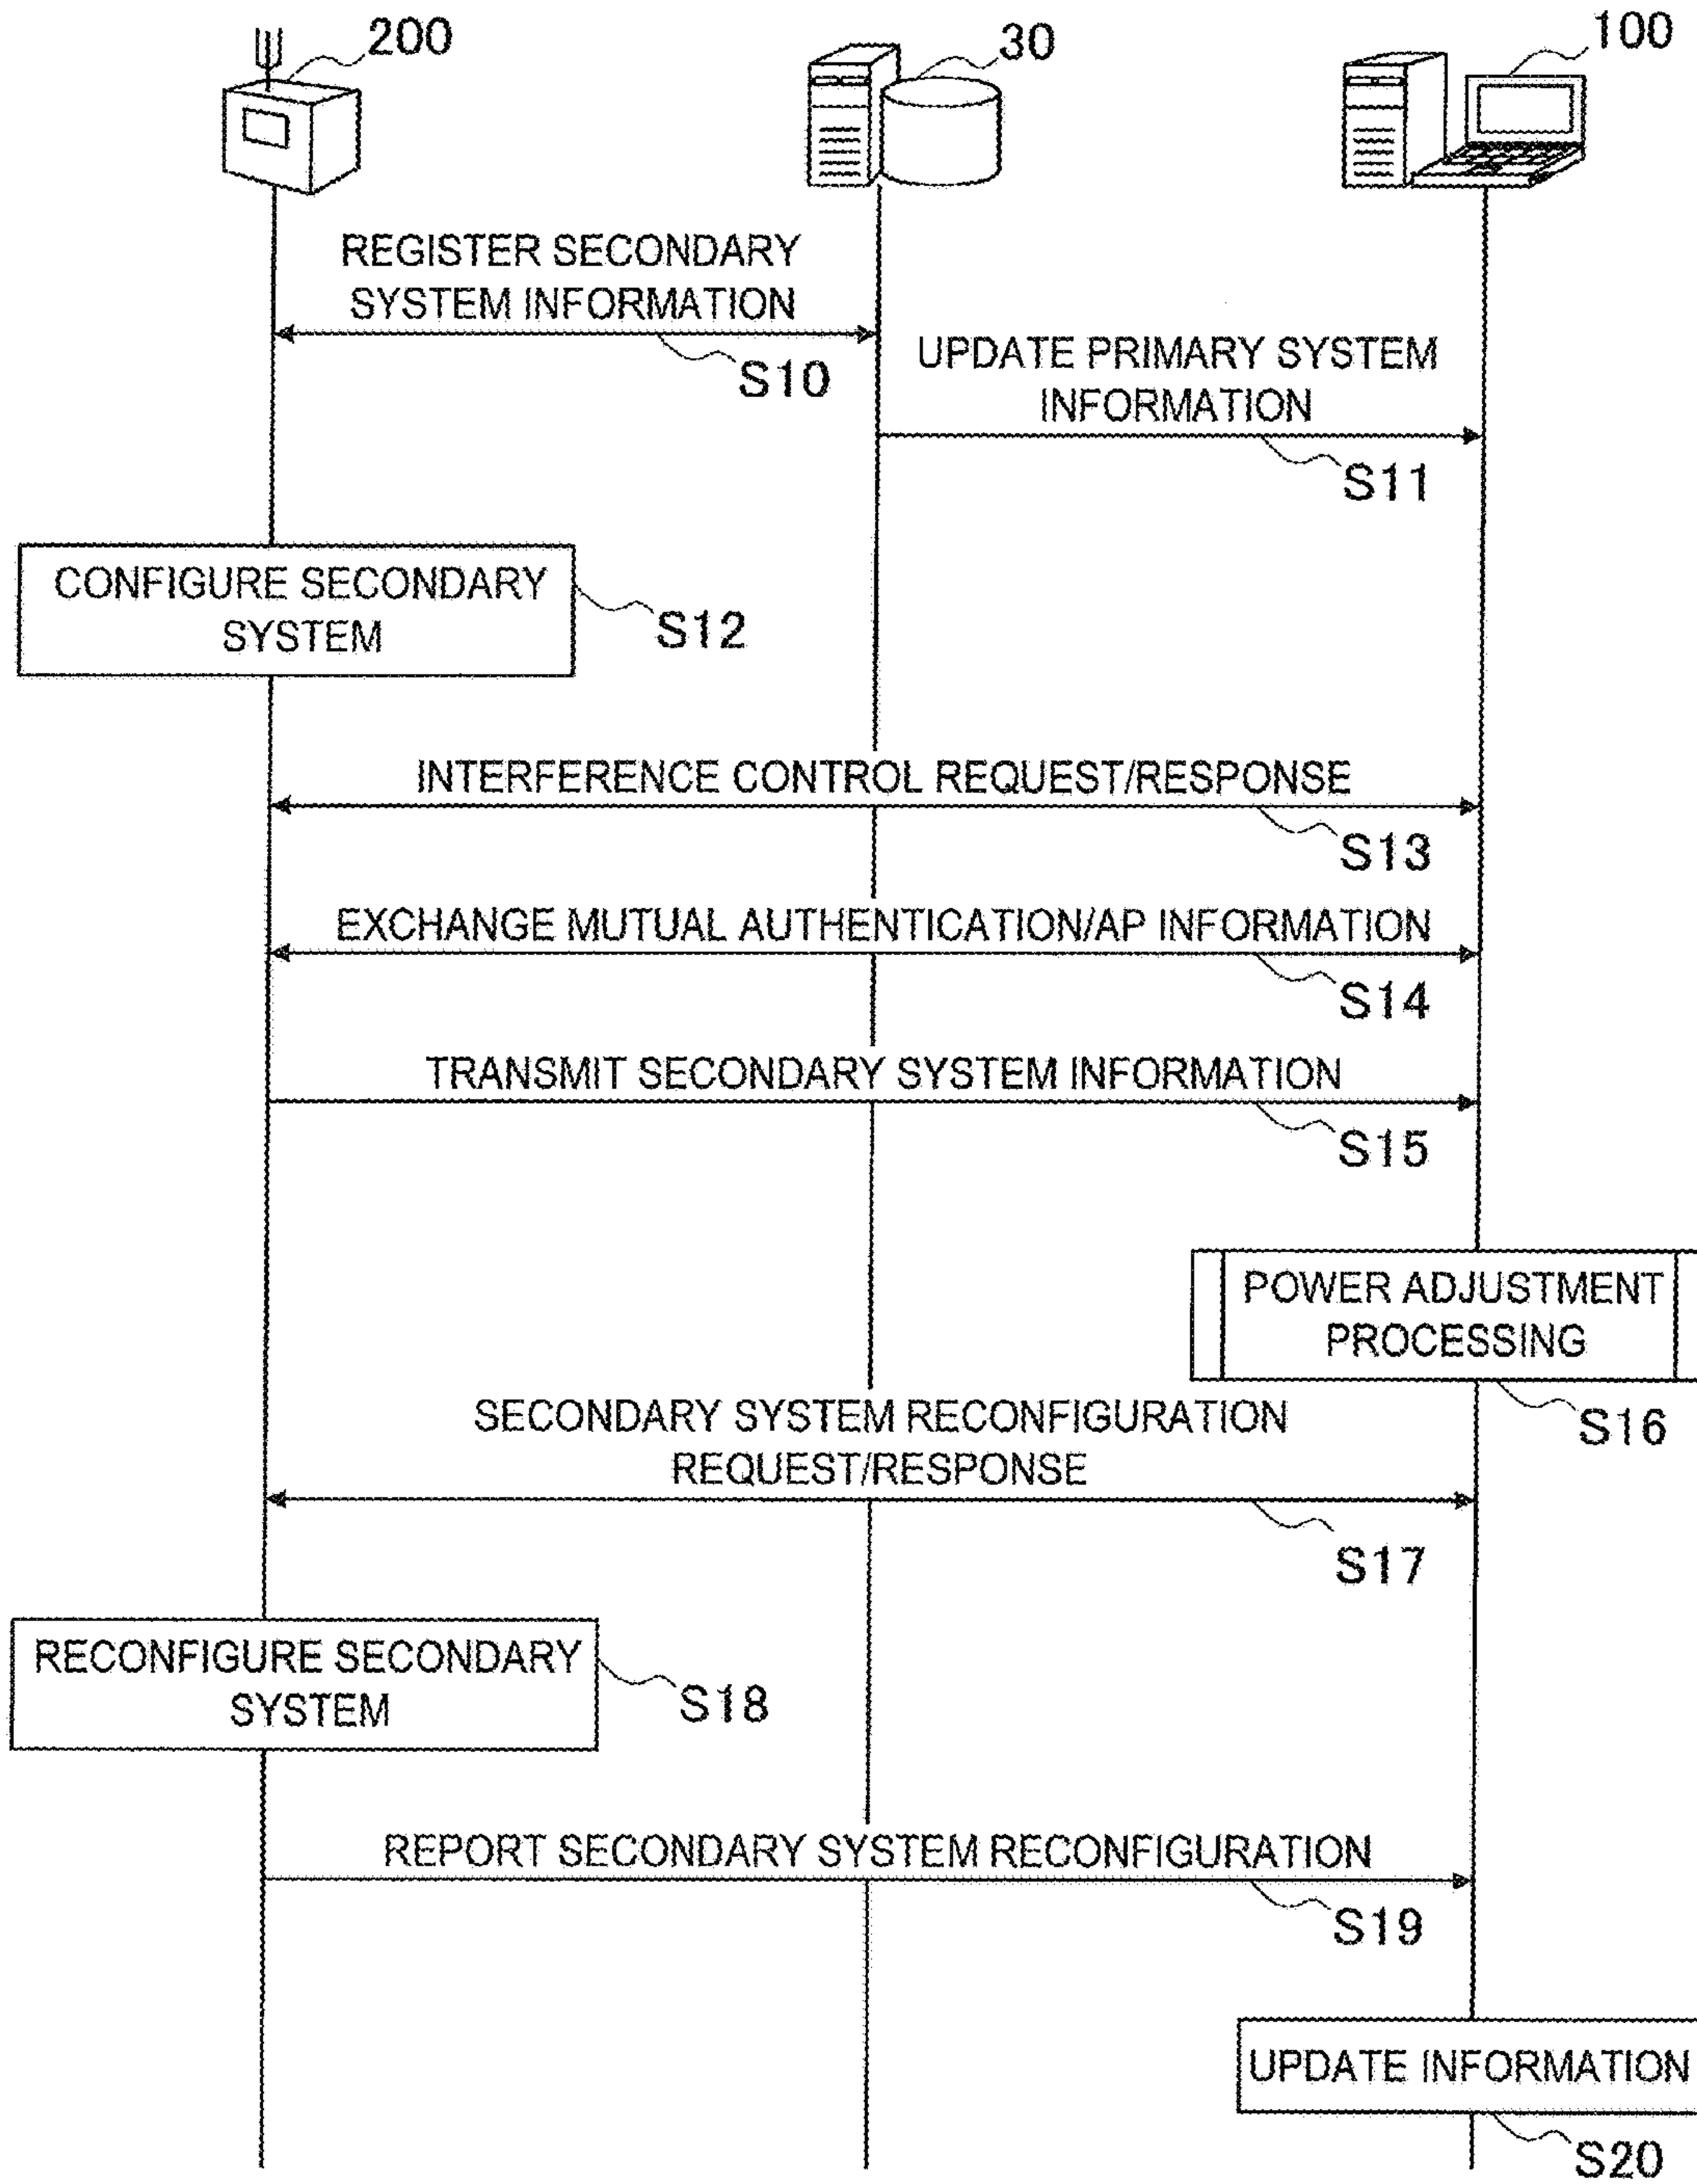 200
30
100
REGISTER SECONDARY
SYSTEM INFORMATION
S10
UPDATE PRIMARY SYSTEM
INFORMATION
S11
CONFIGURE SECONDARY
SYSTEM
S12
INTERFERENCE CONTROL REQUEST/RESPONSE
S13
EXCHANGE MUTUAL AUTHENTICATION/AP INFORMATION
S14
TRANSMIT SECONDARY SYSTEM INFORMATION
S15
POWER ADJUSTMENT
PROCESSING
S16
SECONDARY SYSTEM RECONFIGURATION
REQUEST/RESPONSE
S17
RECONFIGURE SECONDARY
SYSTEM
S18
REPORT SECONDARY SYSTEM RECONFIGURATION
S19
UPDATE INFORMATION
S20